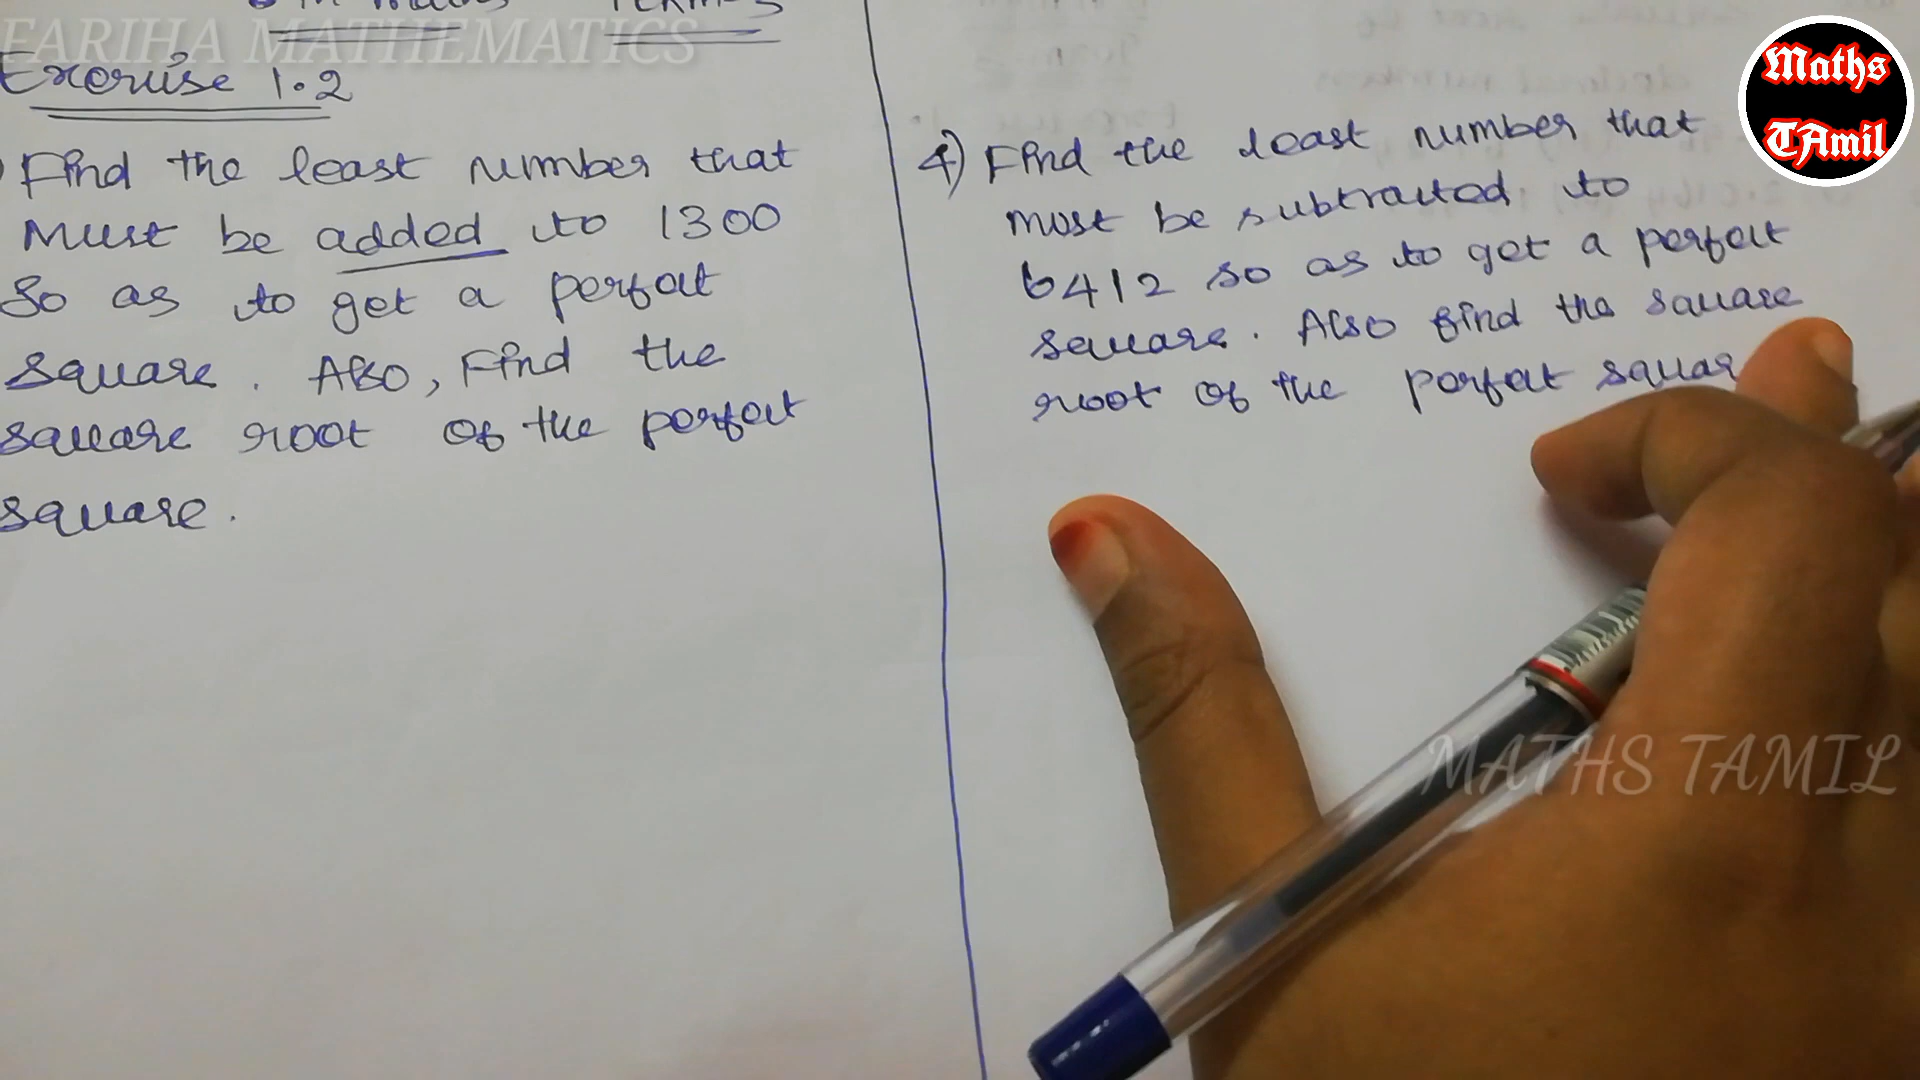 FARIHA MATHEMATICS
Exercise 1.2
Find the least number that
Must be added to 1300
So as to get a perfect
square. Also, Find the
square root of the perfect
square.
4) Find the least number that
must be subtracted to
6412 so as to get a perfect
square. Also find the square
root of the perfect squar
Maths
TAmil
MATHS TAMIL